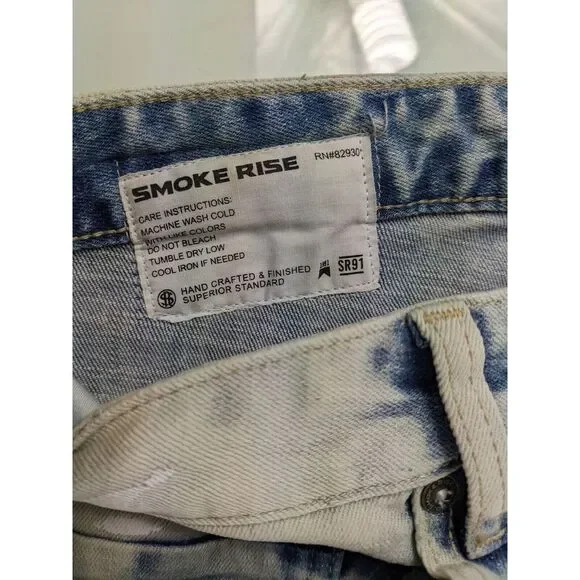 SMOKE RISE
RN#82930
CARE INSTRUCTIONS:
MACHINE WASH COLD
WITH LIKE COLORS
DO NOT BLEACH
TUMBLE DRY LOW
COOL IRON IF NEEDED
HAND CRAFTED & FINISHED
SUPERIOR STANDARD
SR91